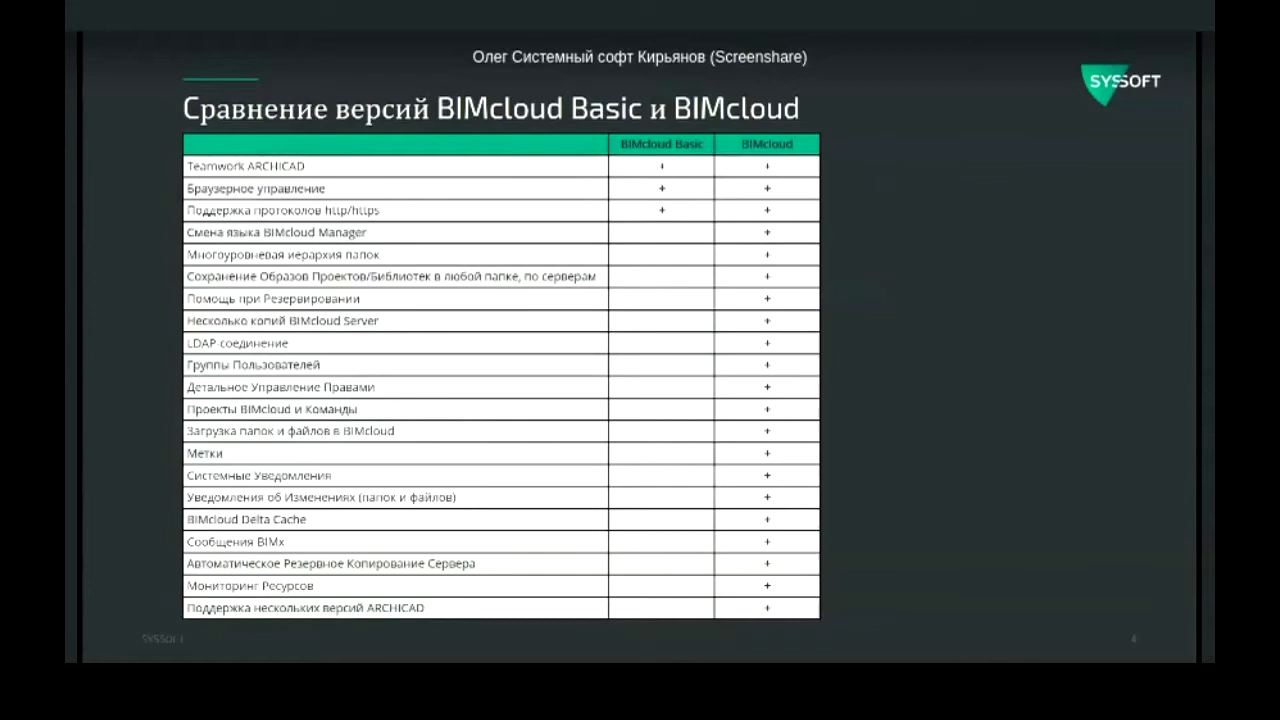 Олег Системный софт Кирьянов (Screenshare)
SYSSOFT
Сравнение версий BIMcloud Basic и BIMcloud
BIMcloud Basic BIMcloud
Teamwork ARCHICAD + +
Браузерное управление + +
Поддержка протоколов http/https + +
Смена языка BIMcloud Manager +
Многоуровневая иерархия папок +
Сохранение Образов Проектов/Библиотек в любой папке, по серверам +
Помощь при Резервировании +
Несколько копий BIMcloud Server +
LDAP соединение +
Группы Пользователей +
Детальное Управление Правами +
Проекты BIMcloud и Команды +
Загрузка папок и файлов в BIMcloud +
Метки +
Системные Уведомления +
Уведомления об Изменениях (папок и файлов) +
BIMcloud Delta Cache +
Сообщения BIMx +
Автоматическое Резервное Копирование Сервера +
Мониторинг Ресурсов +
Поддержка нескольких версий ARCHICAD +
SYSSOFT 4